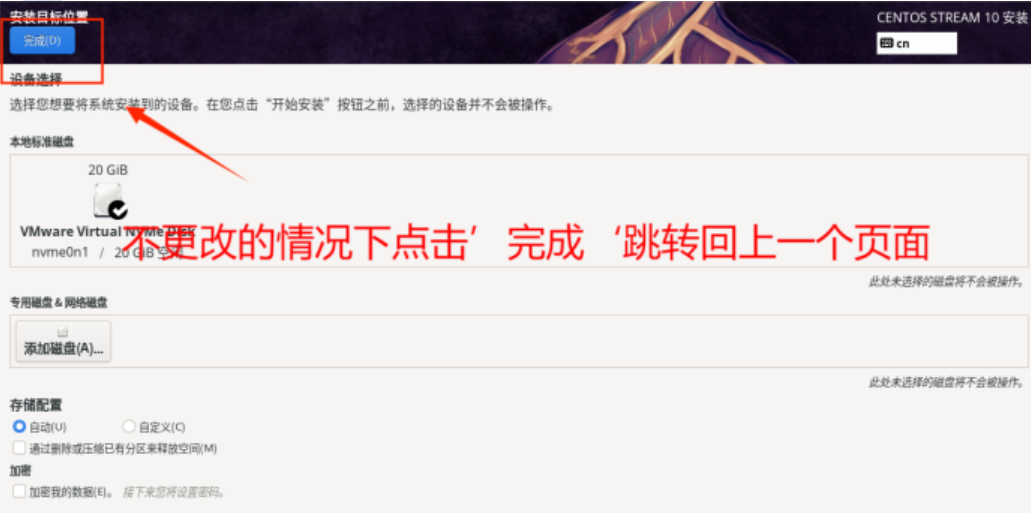 安装目标位置
CENTOS STREAM 10 安装
完成(D)
cn
设备选择
选择您想要将系统安装到的设备。在您点击“开始安装”按钮之前，选择的设备并不会被操作。
本地标准磁盘
20 GiB
VMware Virtual NVMe Disk
不更改的情况下点击’完成‘跳转回上一个页面
nvme0n1 / 20 GiB 空闲
此处未选择的磁盘将不会被操作。
专用磁盘 & 网络磁盘
添加磁盘(A)...
此处未选择的磁盘将不会被操作。
存储配置
自动(U)
自定义(C)
通过删除或压缩已有分区来释放空间(M)
加密
加密我的数据(E)。 接下来您将设置密码。